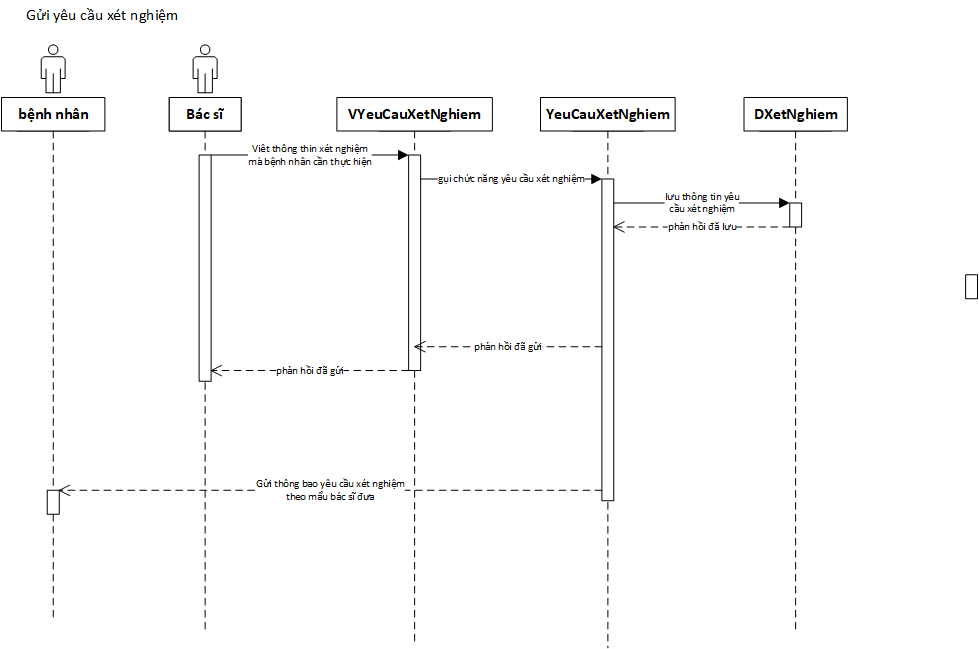 Gửi yêu cầu xét nghiệm
bệnh nhân
Bác sĩ
VYeuCauXetNghiem
YeuCauXetNghiem
DXetNghiem
Viêt thông thin xét nghiệm
mà bệnh nhân cần thực hiện
gụi chức năng yêu cầu xét nghiệm
lưu thông tin yêu
cầu xét nghiệm
phản hồi đã lưu
phản hồi đã gửi
phản hồi đã gửi
Gửi thông bao yêu cầu xét nghiệm
theo mẩu bác sĩ đưa